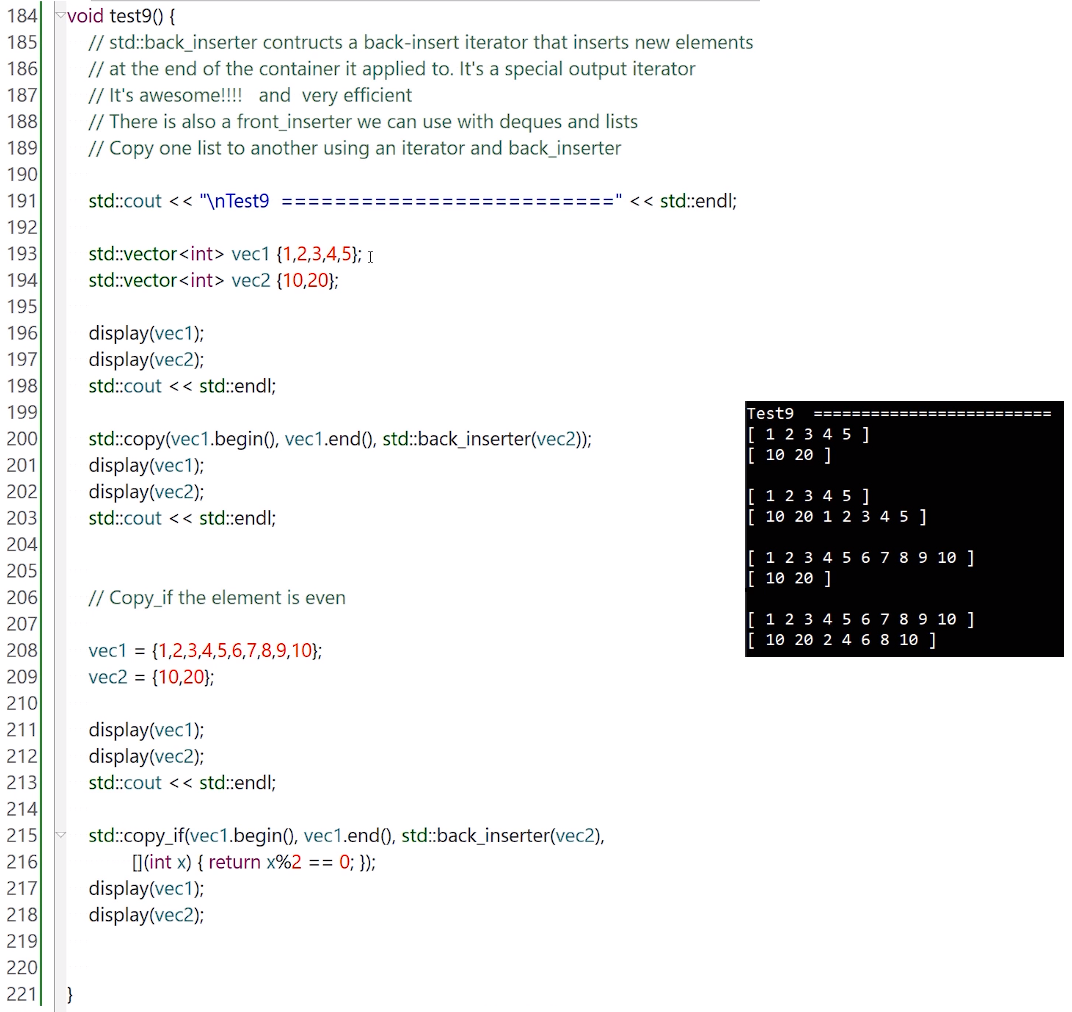 184 void test9() {
185 // std::back_inserter contructs a back-insert iterator that inserts new elements
186 // at the end of the container it applied to. It's a special output iterator
187 // It's awesome!!!!   and  very efficient
188 // There is also a front_inserter we can use with deques and lists
189 // Copy one list to another using an iterator and back_inserter
190
191 std::cout << "\nTest9  =========================" << std::endl;
192
193 std::vector<int> vec1 {1,2,3,4,5};
194 std::vector<int> vec2 {10,20};
195
196 display(vec1);
197 display(vec2);
198 std::cout << std::endl;
199
200 std::copy(vec1.begin(), vec1.end(), std::back_inserter(vec2));
201 display(vec1);
202 display(vec2);
203 std::cout << std::endl;
204
205
206 // Copy_if the element is even
207
208 vec1 = {1,2,3,4,5,6,7,8,9,10};
209 vec2 = {10,20};
210
211 display(vec1);
212 display(vec2);
213 std::cout << std::endl;
214
215 std::copy_if(vec1.begin(), vec1.end(), std::back_inserter(vec2),
216 [](int x) { return x%2 == 0; });
217 display(vec1);
218 display(vec2);
219
220
221 }
Test9  =========================
[ 1 2 3 4 5 ]
[ 10 20 ]
[ 1 2 3 4 5 ]
[ 10 20 1 2 3 4 5 ]
[ 1 2 3 4 5 6 7 8 9 10 ]
[ 10 20 ]
[ 1 2 3 4 5 6 7 8 9 10 ]
[ 10 20 2 4 6 8 10 ]